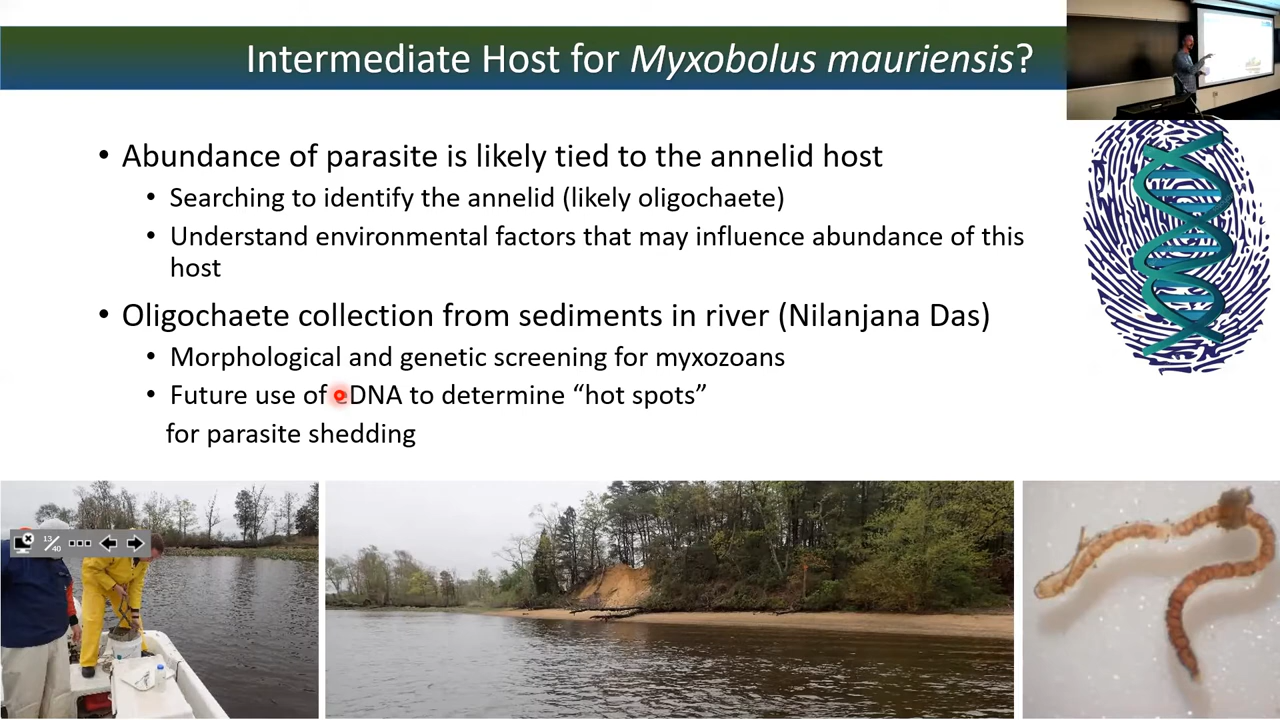 Intermediate Host for Myxobolus mauriensis?
• Abundance of parasite is likely tied to the annelid host
• Searching to identify the annelid (likely oligochaete)
• Understand environmental factors that may influence abundance of this
host
• Oligochaete collection from sediments in river (Nilanjana Das)
• Morphological and genetic screening for myxozoans
• Future use of eDNA to determine “hot spots”
for parasite shedding
13/40